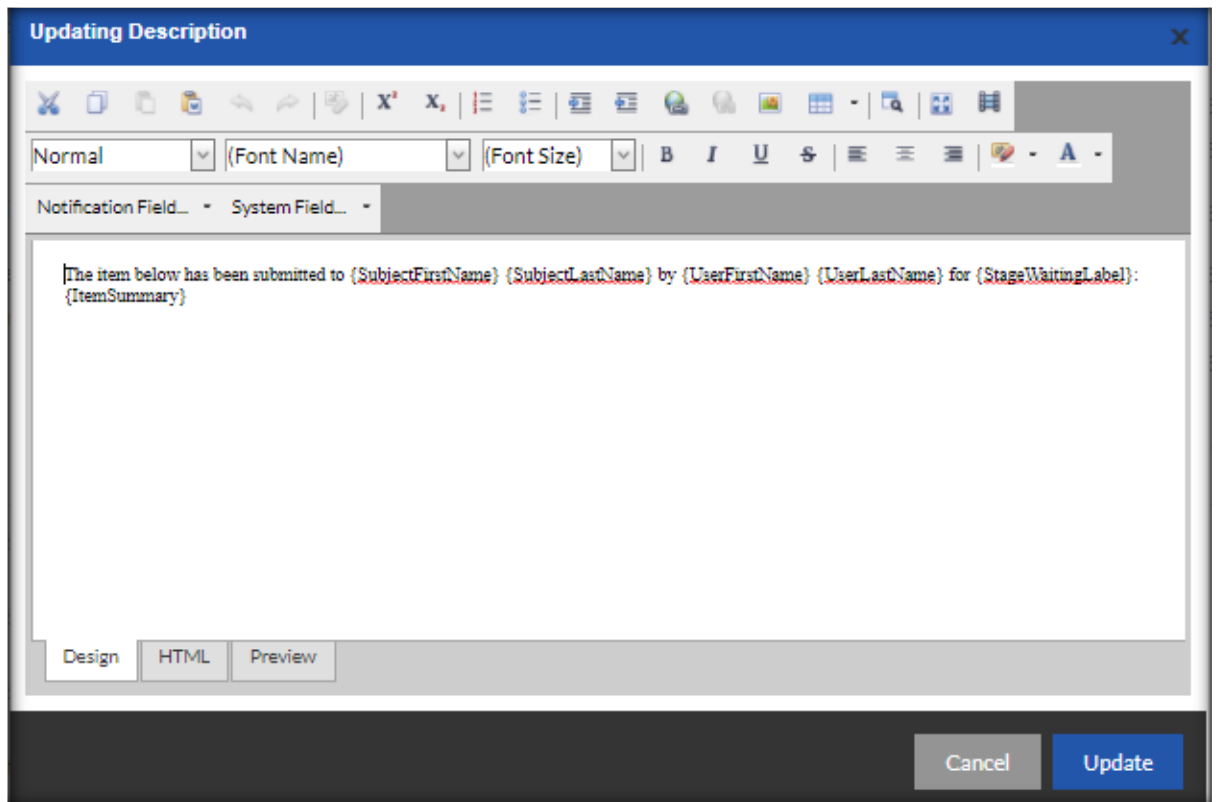 Updating Description
Normal (Font Name) (Font Size) B I U S A
Notification Field... System Field...
The item below has been submitted to {SubjectFirstName} {SubjectLastName} by {UserFirstName} {UserLastName} for {StageWaitingLabel}:
{ItemSummary}
Design HTML Preview
Cancel Update